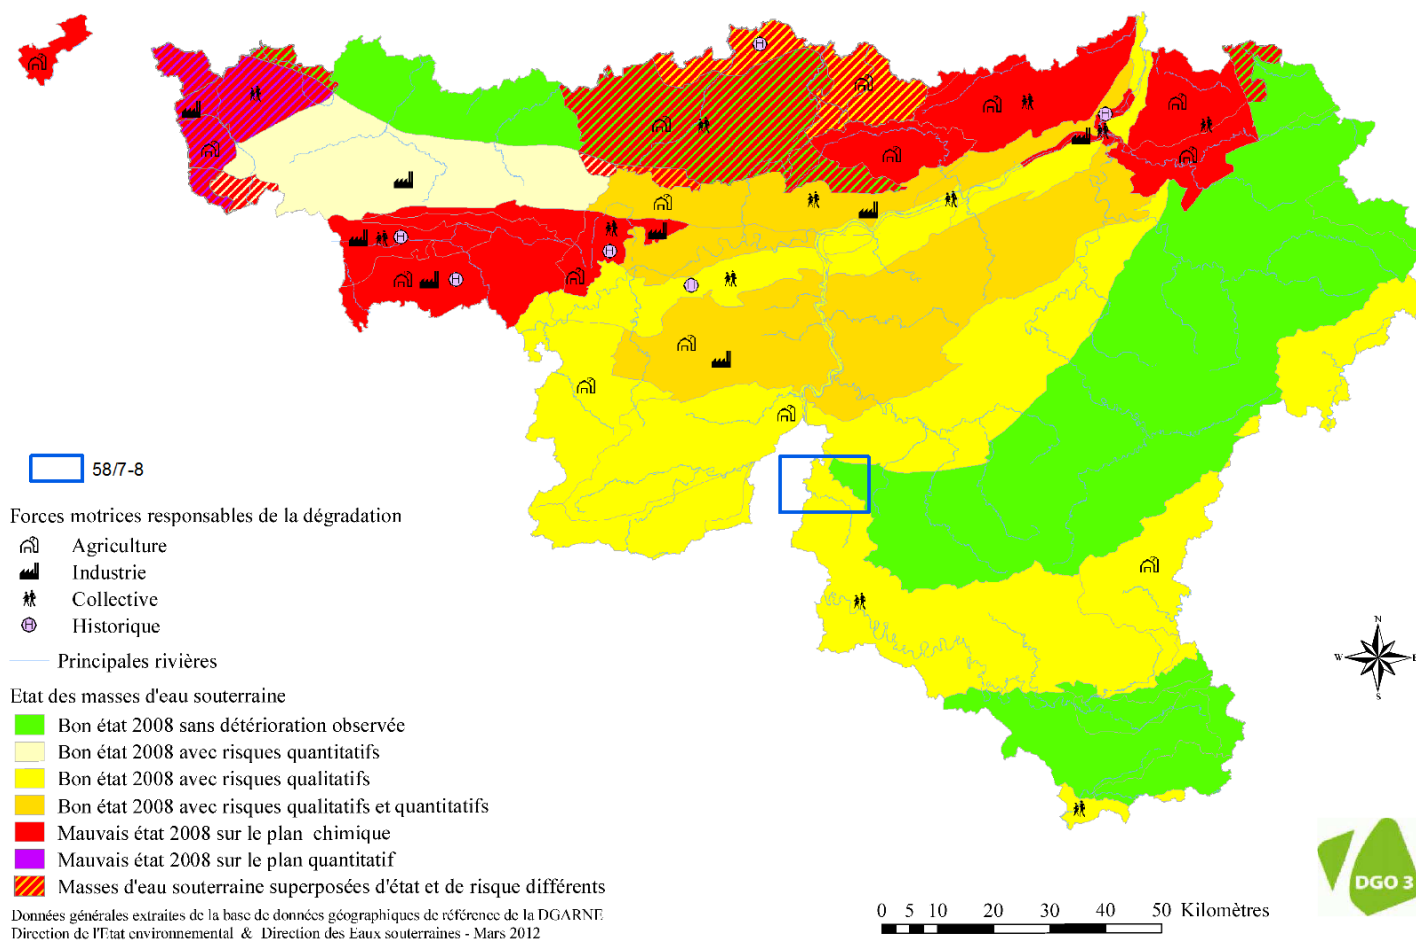 58/7-8
Forces motrices responsables de la dégradation
Agriculture
Industrie
Collective
Historique
Principales rivières
Etat des masses d'eau souterraine
Bon état 2008 sans détérioration observée
Bon état 2008 avec risques quantitatifs
Bon état 2008 avec risques qualitatifs
Bon état 2008 avec risques qualitatifs et quantitatifs
Mauvais état 2008 sur le plan chimique
Mauvais état 2008 sur le plan quantitatif
Masses d'eau souterraine superposées d'état et de risque différents
Données générales extraites de la base de données géographiques de référence de la DGARNE
Direction de l'Etat environnemental & Direction des Eaux souterraines - Mars 2012
N
W E
S
DGO 3
0 5 10 20 30 40 50 Kilomètres